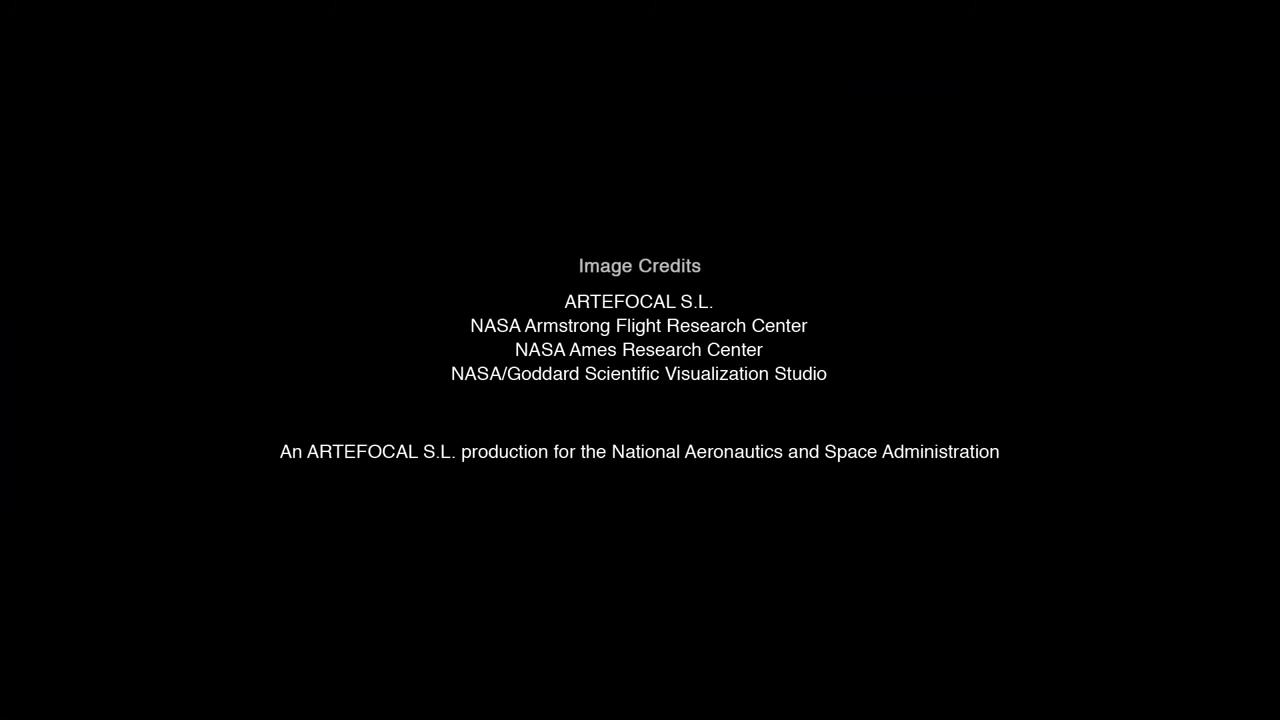 Image Credits
ARTEFOCAL S.L.
NASA Armstrong Flight Research Center
NASA Ames Research Center
NASA/Goddard Scientific Visualization Studio
An ARTEFOCAL S.L. production for the National Aeronautics and Space Administration